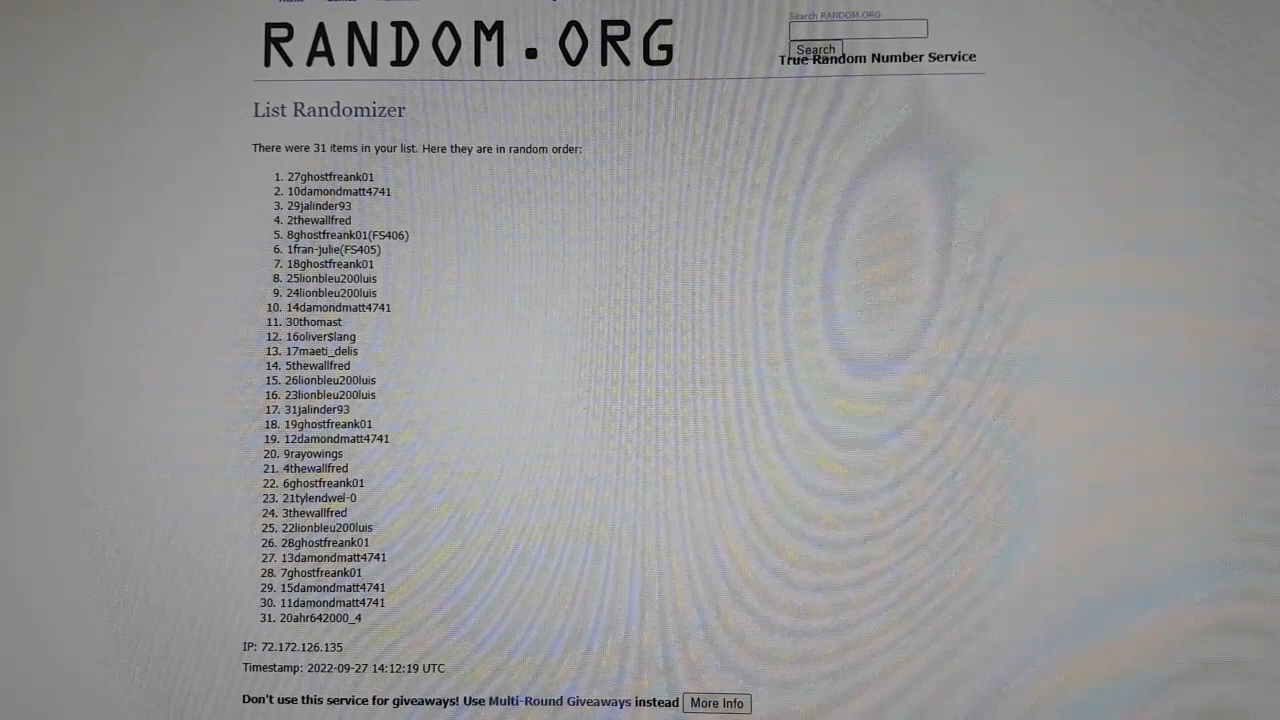 Search RANDOM.ORG
RANDOM.ORG
Search
True Random Number Service
List Randomizer
There were 31 items in your list. Here they are in random order:
1. 27ghostfreank01
2. 10damondmatt4741
3. 29jalinder93
4. 2thewallfred
5. 8ghostfreank01(FS406)
6. 1fran-julie(FS405)
7. 18ghostfreank01
8. 25lionbleu200luis
9. 24lionbleu200luis
10. 14damondmatt4741
11. 30thomast
12. 16oliver$lang
13. 17maeti_delis
14. 5thewallfred
15. 26lionbleu200luis
16. 23lionbleu200luis
17. 31jalinder93
18. 19ghostfreank01
19. 12damondmatt4741
20. 9rayowings
21. 4thewallfred
22. 6ghostfreank01
23. 21tylendwel-0
24. 3thewallfred
25. 22lionbleu200luis
26. 28ghostfreank01
27. 13damondmatt4741
28. 7ghostfreank01
29. 15damondmatt4741
30. 11damondmatt4741
31. 20ahr642000_4
IP: 72.172.126.135
Timestamp: 2022-09-27 14:12:19 UTC
Don't use this service for giveaways! Use Multi-Round Giveaways instead More Info